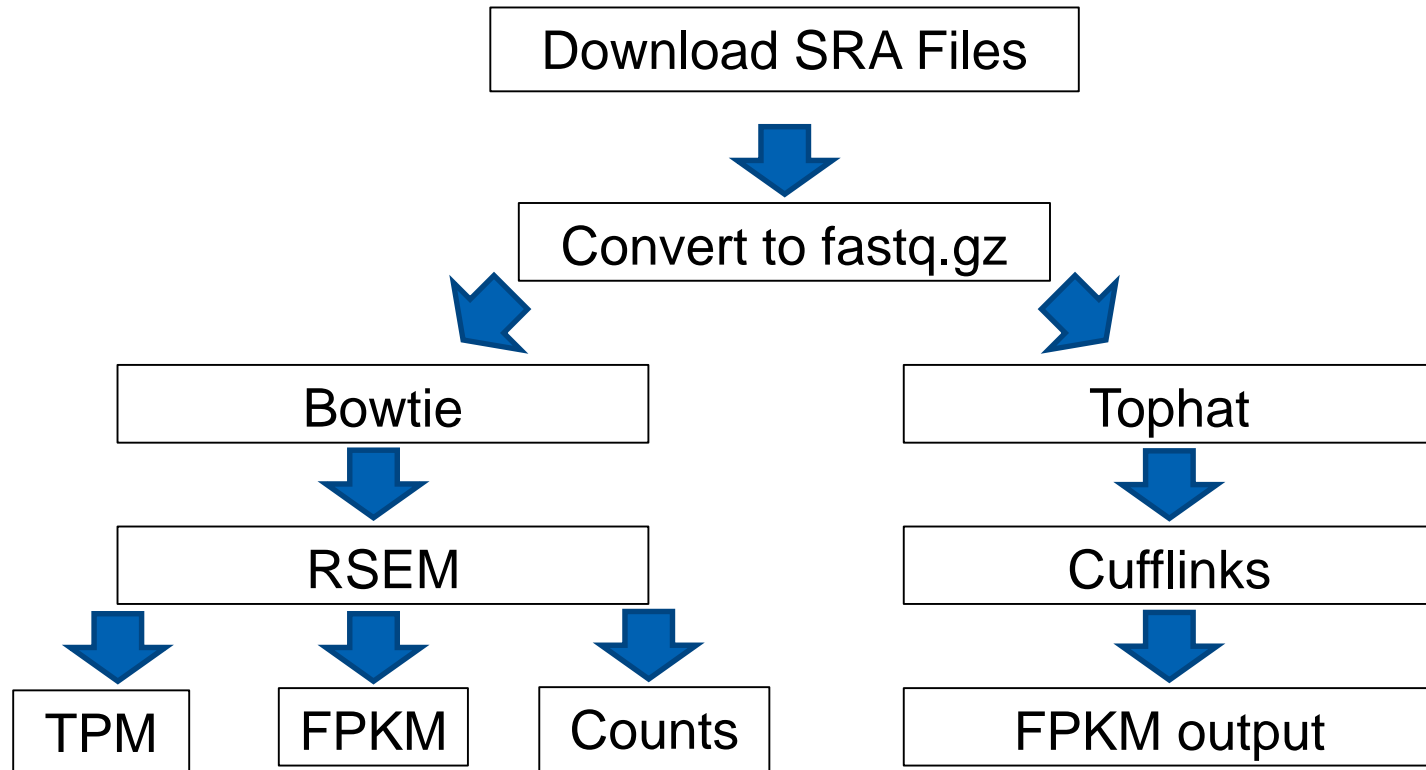 Download SRA Files
Convert to fastq.gz
Bowtie
Tophat
RSEM
Cufflinks
TPM
FPKM
Counts
FPKM output